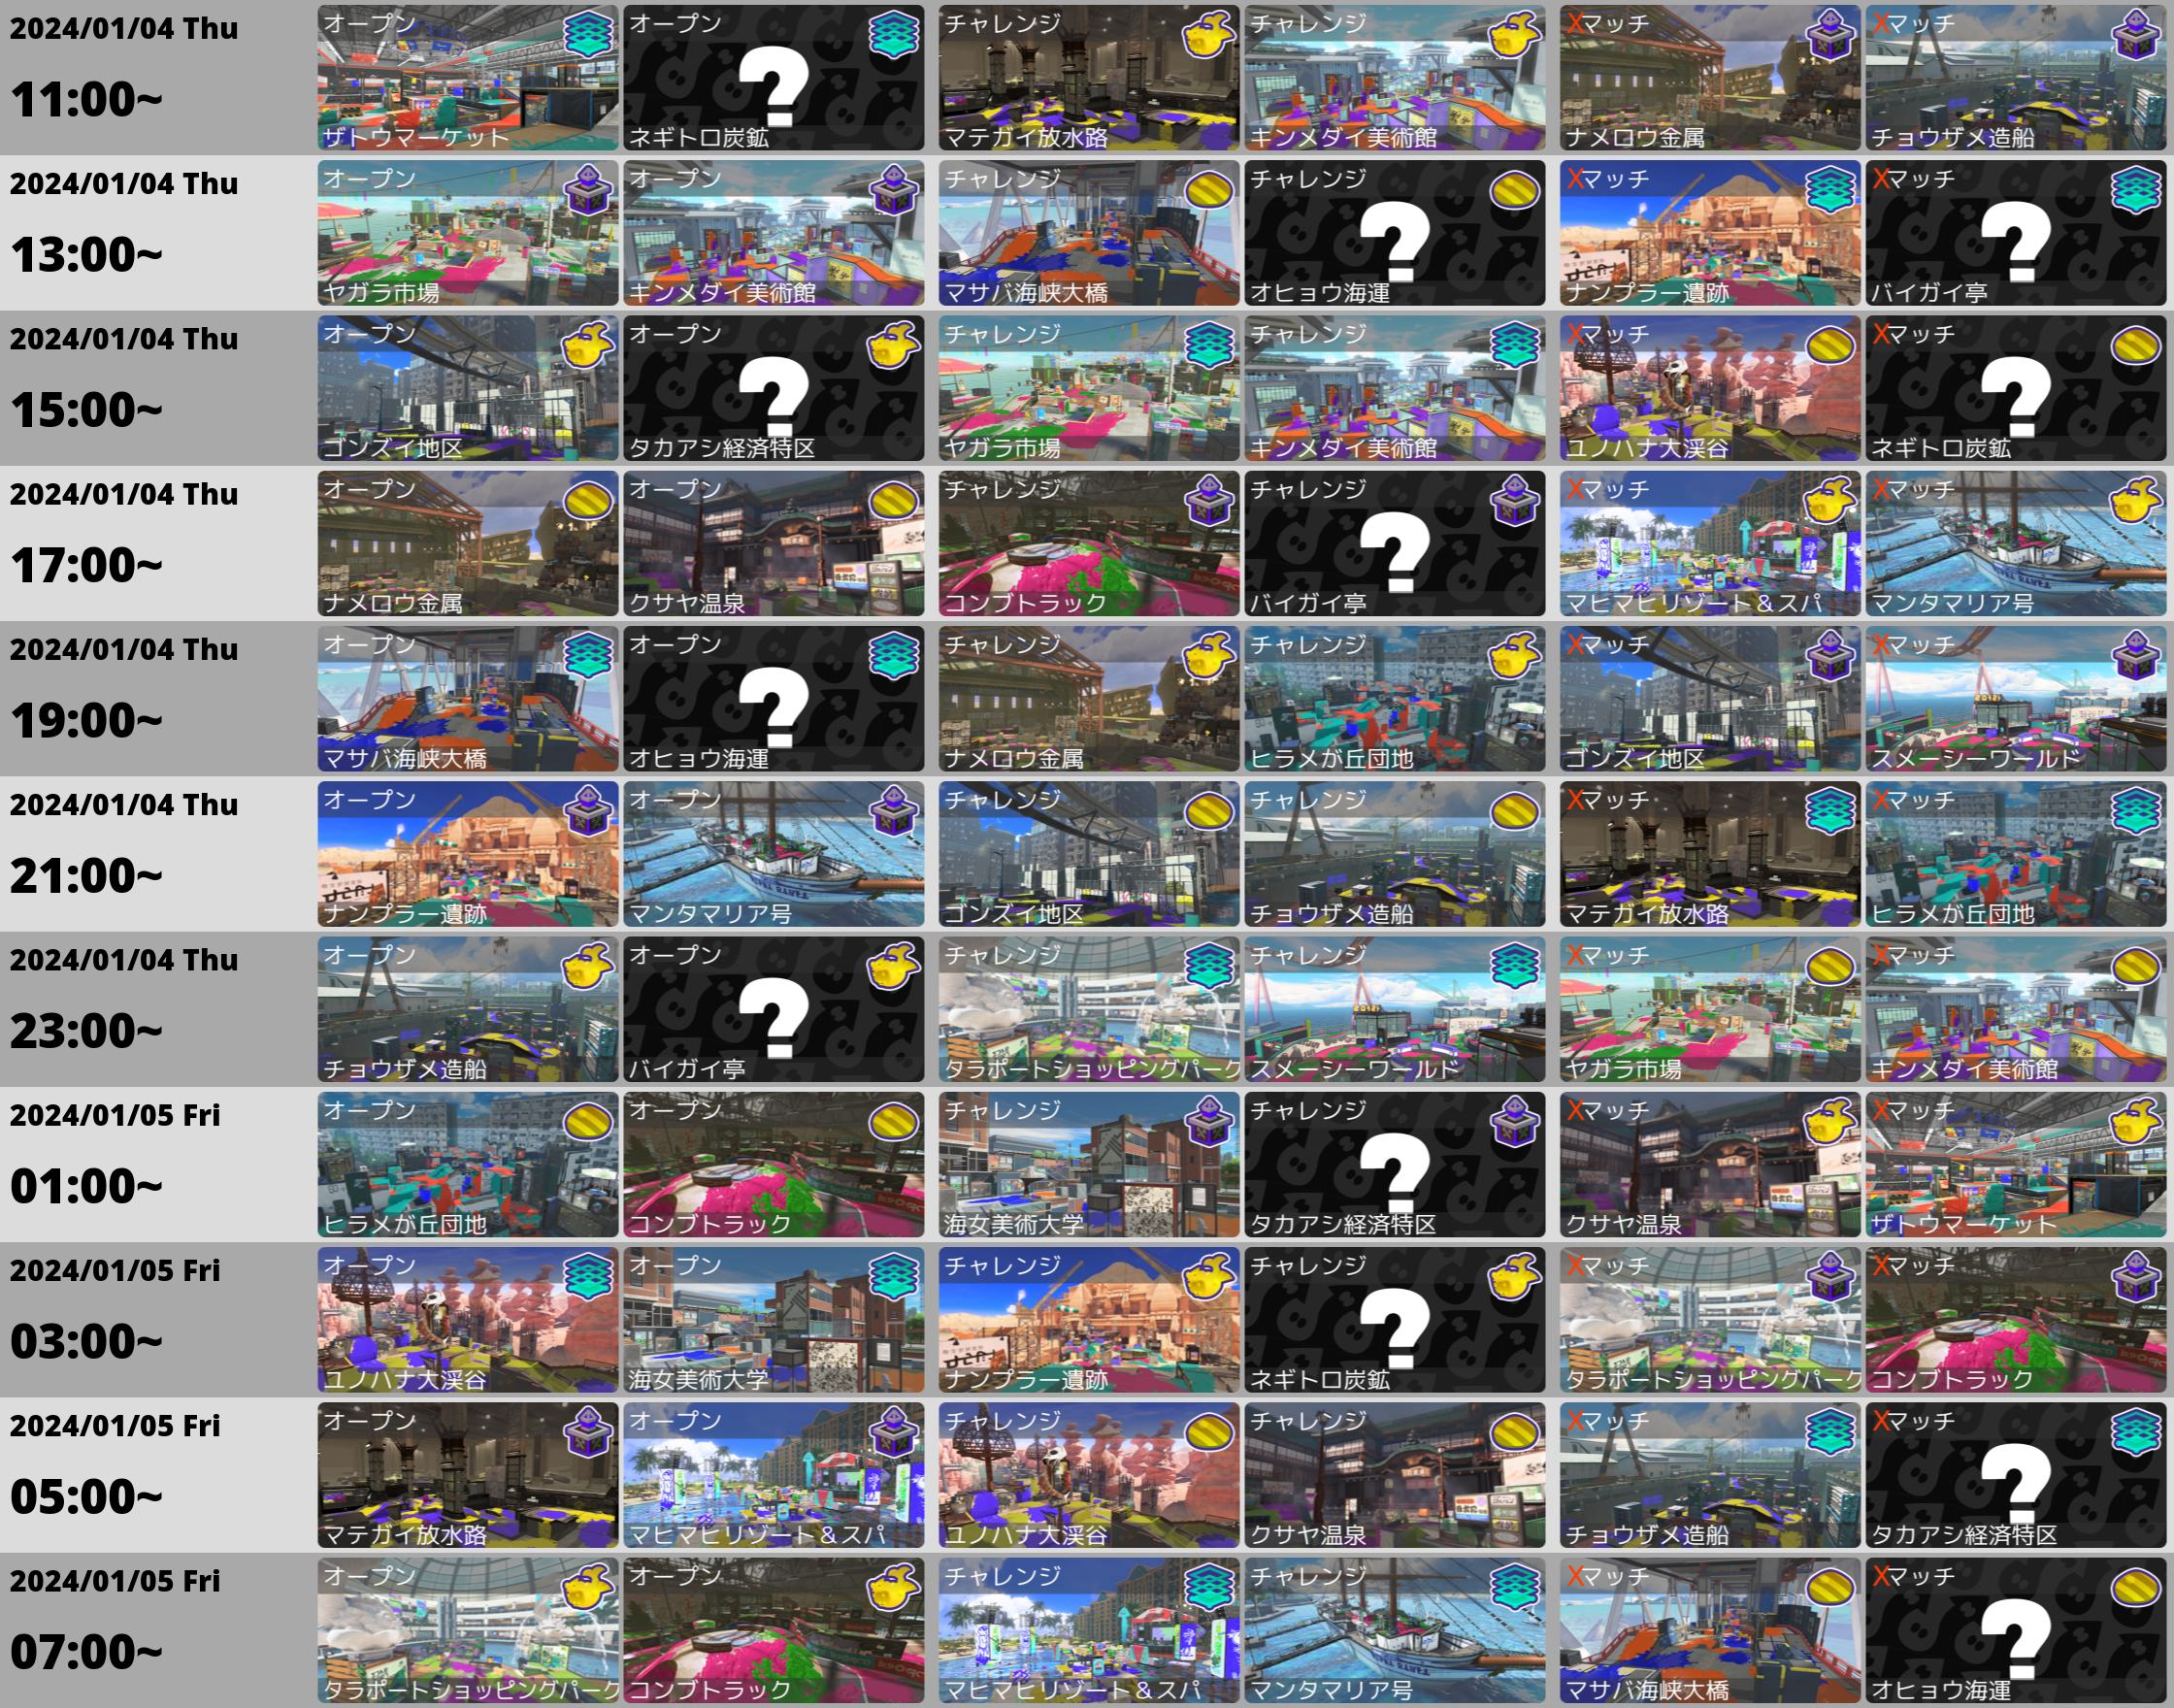 2024/01/04 Thu
11:00~
オープン
ザトウマーケット
オープン
ネギトロ炭鉱
チャレンジ
マテガイ放水路
チャレンジ
キンメダイ美術館
Xマッチ
ナメロウ金属
Xマッチ
チョウザメ造船
2024/01/04 Thu
13:00~
オープン
ヤガラ市場
オープン
キンメダイ美術館
チャレンジ
マサバ海峡大橋
チャレンジ
オヒョウ海運
Xマッチ
ナンプラー遺跡
Xマッチ
バイガイ亭
2024/01/04 Thu
15:00~
オープン
ゴンズイ地区
オープン
タカアシ経済特区
チャレンジ
ヤガラ市場
チャレンジ
キンメダイ美術館
Xマッチ
ユノハナ大渓谷
Xマッチ
ネギトロ炭鉱
2024/01/04 Thu
17:00~
オープン
ナメロウ金属
オープン
クサヤ温泉
チャレンジ
コンブトラック
チャレンジ
バイガイ亭
Xマッチ
マヒマヒリゾート＆スパ
Xマッチ
マンタマリア号
2024/01/04 Thu
19:00~
オープン
マサバ海峡大橋
オープン
オヒョウ海運
チャレンジ
ナメロウ金属
チャレンジ
ヒラメが丘団地
Xマッチ
ゴンズイ地区
Xマッチ
スメーシーワールド
2024/01/04 Thu
21:00~
オープン
ナンプラー遺跡
オープン
マンタマリア号
チャレンジ
ゴンズイ地区
チャレンジ
チョウザメ造船
Xマッチ
マテガイ放水路
Xマッチ
ヒラメが丘団地
2024/01/04 Thu
23:00~
オープン
チョウザメ造船
オープン
バイガイ亭
チャレンジ
タラポートショッピングパーク
チャレンジ
スメーシーワールド
Xマッチ
ヤガラ市場
Xマッチ
キンメダイ美術館
2024/01/05 Fri
01:00~
オープン
ヒラメが丘団地
オープン
コンブトラック
チャレンジ
海女美術大学
チャレンジ
タカアシ経済特区
Xマッチ
クサヤ温泉
Xマッチ
ザトウマーケット
2024/01/05 Fri
03:00~
オープン
ユノハナ大渓谷
オープン
海女美術大学
チャレンジ
ナンプラー遺跡
チャレンジ
ネギトロ炭鉱
Xマッチ
タラポートショッピングパーク
Xマッチ
コンブトラック
2024/01/05 Fri
05:00~
オープン
マテガイ放水路
オープン
マヒマヒリゾート＆スパ
チャレンジ
ユノハナ大渓谷
チャレンジ
クサヤ温泉
Xマッチ
チョウザメ造船
Xマッチ
タカアシ経済特区
2024/01/05 Fri
07:00~
オープン
タラポートショッピングパーク
オープン
コンブトラック
チャレンジ
マヒマヒリゾート＆スパ
チャレンジ
マンタマリア号
Xマッチ
マサバ海峡大橋
Xマッチ
オヒョウ海運